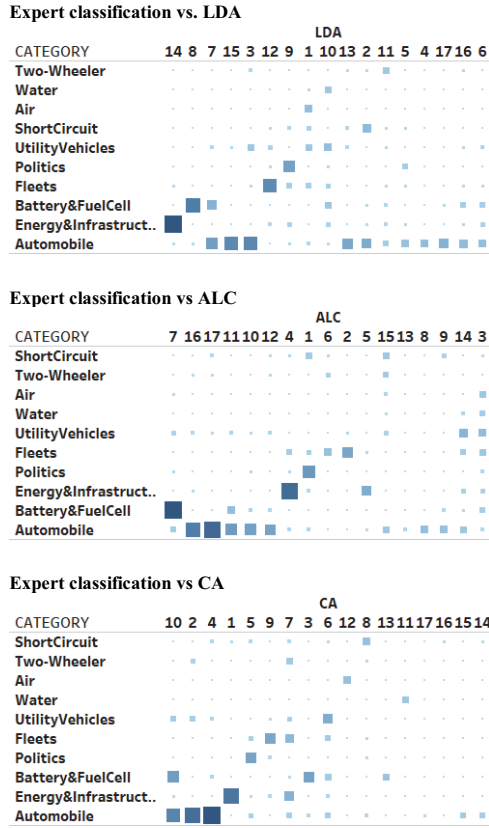 Expert classification vs. LDA
LDA
CATEGORY 14 8 7 15 3 12 9 1 10 13 2 11 5 4 17 16 6
Two-Wheeler
Water
Air
ShortCircuit
UtilityVehicles
Politics
Fleets
Battery&FuelCell
Energy&Infrastruct..
Automobile
Expert classification vs ALC
ALC
CATEGORY 7 16 17 11 10 12 4 1 6 2 5 15 13 8 9 14 3
ShortCircuit
Two-Wheeler
Air
Water
UtilityVehicles
Fleets
Politics
Energy&Infrastruct..
Battery&FuelCell
Automobile
Expert classification vs CA
CA
CATEGORY 10 2 4 1 5 9 7 3 6 12 8 13 11 17 16 15 14
ShortCircuit
Two-Wheeler
Air
Water
UtilityVehicles
Fleets
Politics
Battery&FuelCell
Energy&Infrastruct..
Automobile